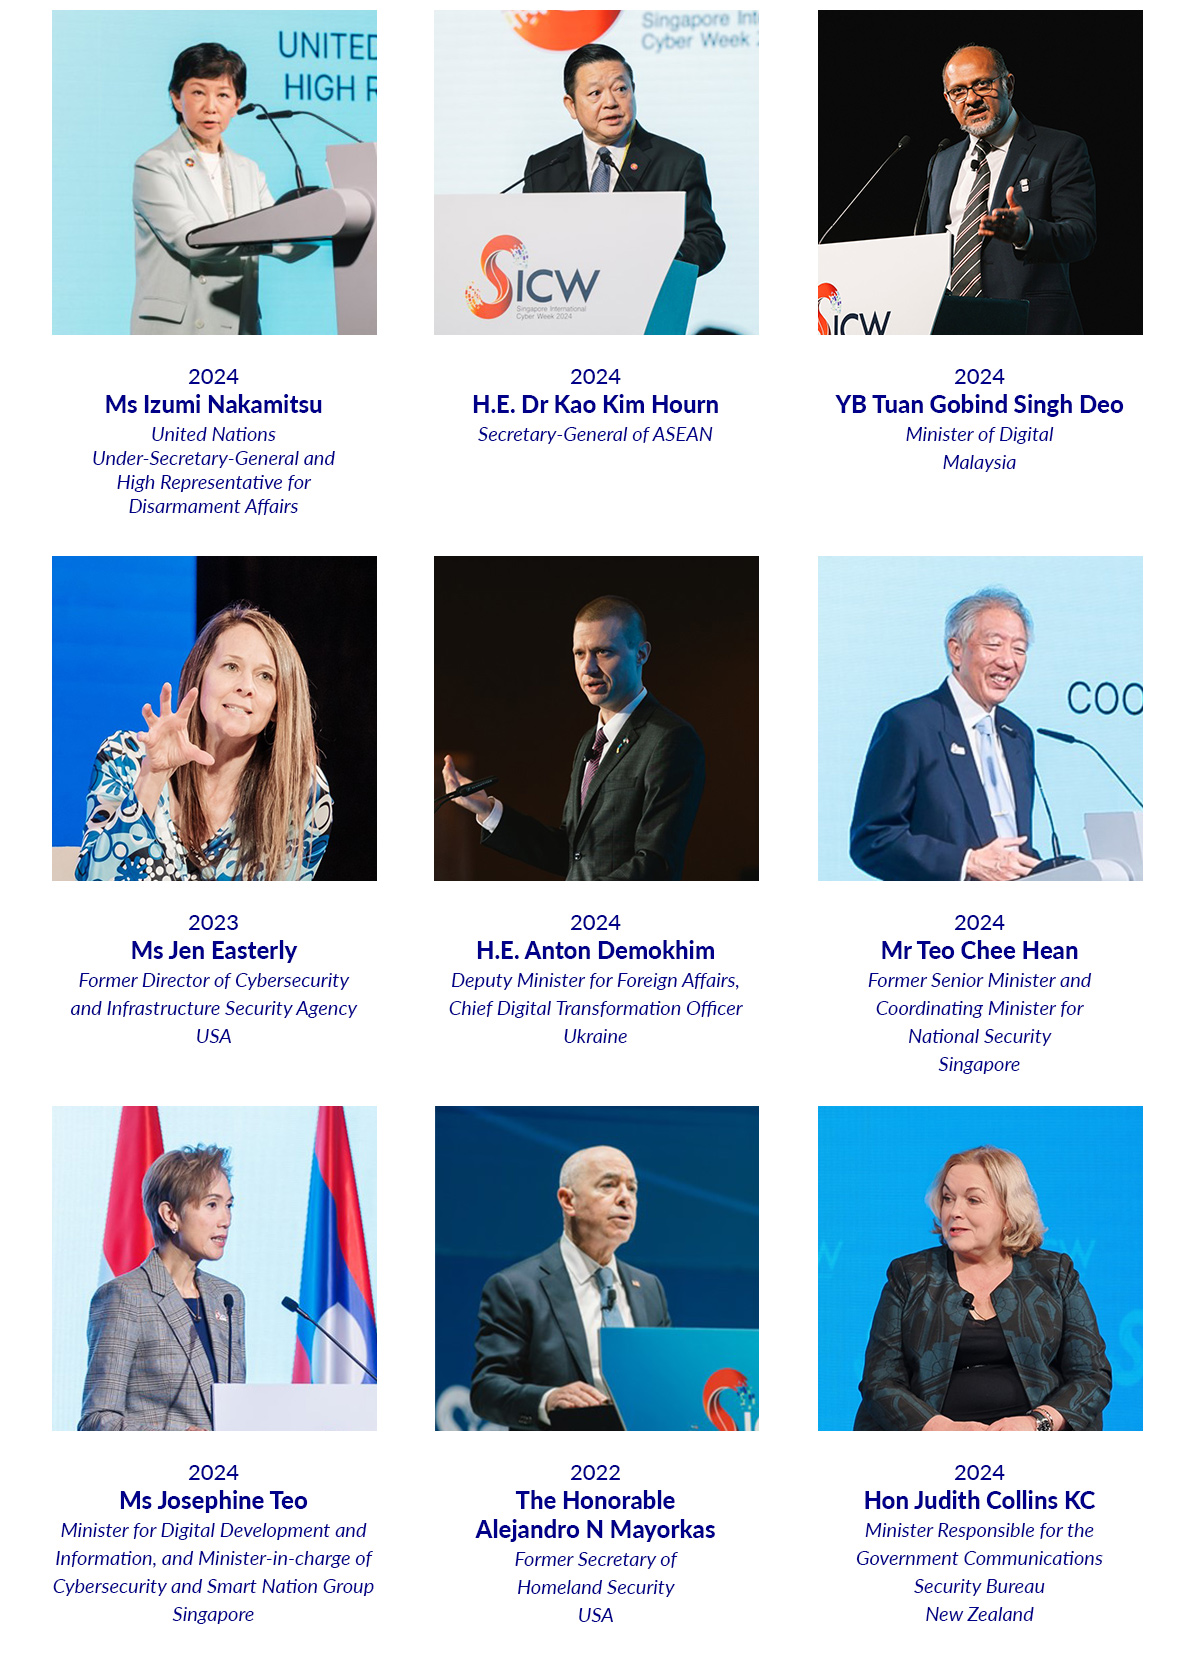 UNITED
HIGH R
Singapore Int
Cyber Week 2
SICW
Singapore International
Cyber Week 2024
SICW
2024
Ms Izumi Nakamitsu
United Nations
Under-Secretary-General and
High Representative for
Disarmament Affairs
2024
H.E. Dr Kao Kim Hourn
Secretary-General of ASEAN
2024
YB Tuan Gobind Singh Deo
Minister of Digital
Malaysia
COO
2023
Ms Jen Easterly
Former Director of Cybersecurity
and Infrastructure Security Agency
USA
2024
H.E. Anton Demokhim
Deputy Minister for Foreign Affairs,
Chief Digital Transformation Officer
Ukraine
2024
Mr Teo Chee Hean
Former Senior Minister and
Coordinating Minister for
National Security
Singapore
2024
Ms Josephine Teo
Minister for Digital Development and
Information, and Minister-in-charge of
Cybersecurity and Smart Nation Group
Singapore
2022
The Honorable
Alejandro N Mayorkas
Former Secretary of
Homeland Security
USA
2024
Hon Judith Collins KC
Minister Responsible for the
Government Communications
Security Bureau
New Zealand